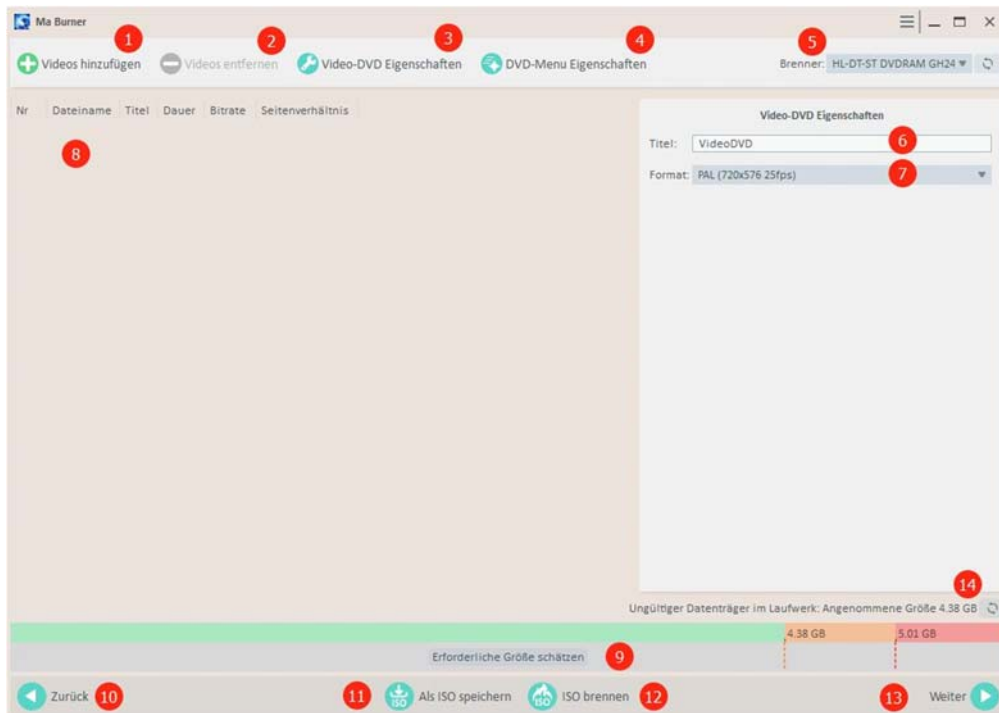 Ma Burner
1
2
3
4
5
Videos hinzufügen
Videos entfernen
Video-DVD Eigenschaften
DVD-Menu Eigenschaften
Brenner: HL-DT-ST DVDRAM GH24
Nr Dateiname Titel Dauer Bitrate Seitenverhältnis
8
Video-DVD Eigenschaften
Titel: VideoDVD 6
Format: PAL (720x576 25fps) 7
14
Ungültiger Datenträger im Laufwerk: Angenommene Größe 4.38 GB
4.38 GB 5.01 GB
Erforderliche Größe schätzen 9
Zurück 10
11 ISO Als ISO speichern
ISO ISO brennen 12
13 Weiter